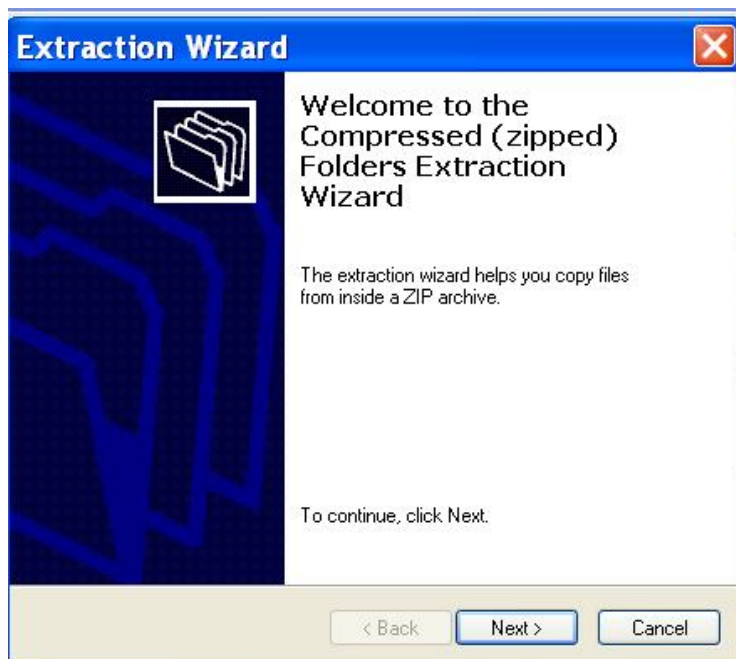 Extraction Wizard
Welcome to the
Compressed (zipped)
Folders Extraction
Wizard
The extraction wizard helps you copy files
from inside a ZIP archive.
To continue, click Next.
< Back Next > Cancel